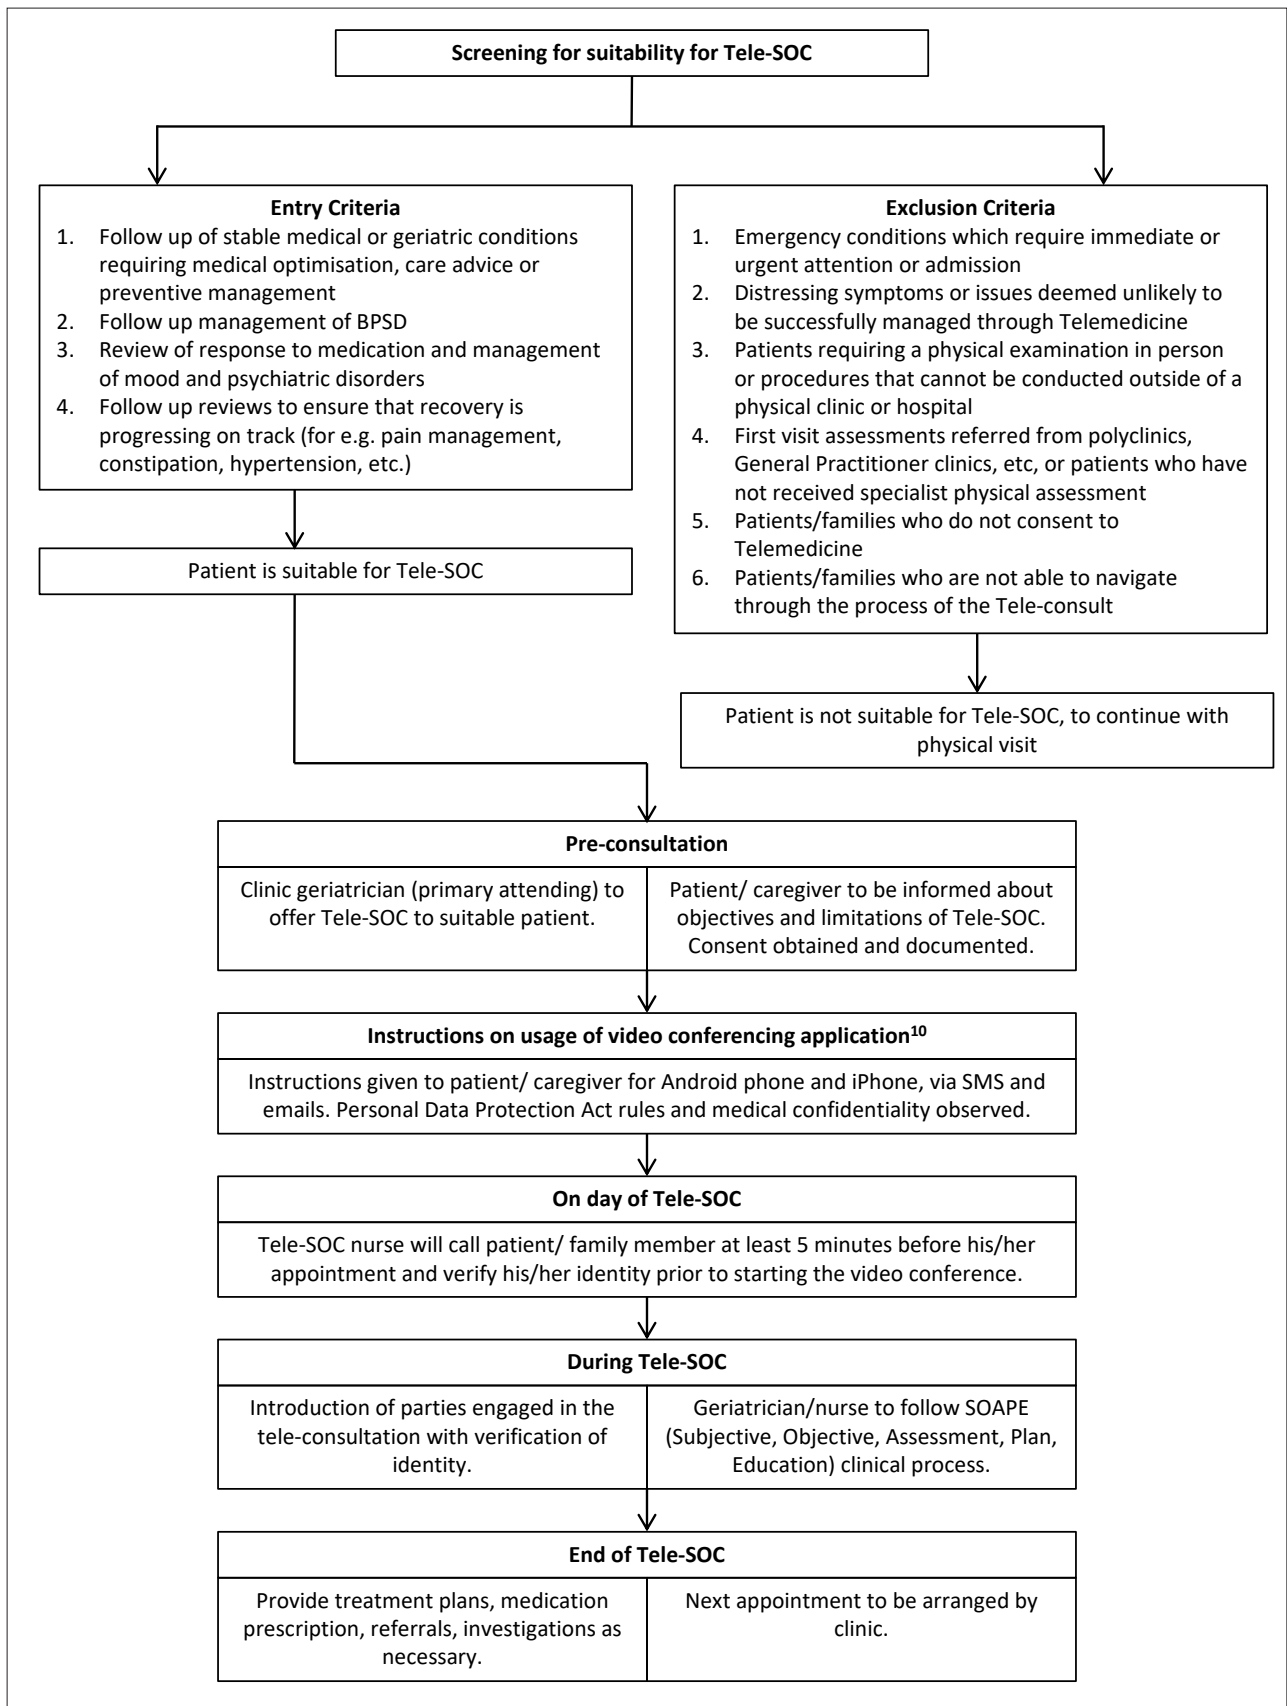 Screening for suitability for Tele-SOC
Entry Criteria
1. Follow up of stable medical or geriatric conditions
requiring medical optimisation, care advice or
preventive management
2. Follow up management of BPSD
3. Review of response to medication and management
of mood and psychiatric disorders
4. Follow up reviews to ensure that recovery is
progressing on track (for e.g. pain management,
constipation, hypertension, etc.)
Patient is suitable for Tele-SOC
Exclusion Criteria
1. Emergency conditions which require immediate or
urgent attention or admission
2. Distressing symptoms or issues deemed unlikely to
be successfully managed through Telemedicine
3. Patients requiring a physical examination in person
or procedures that cannot be conducted outside of a
physical clinic or hospital
4. First visit assessments referred from polyclinics,
General Practitioner clinics, etc, or patients who have
not received specialist physical assessment
5. Patients/families who do not consent to
Telemedicine
6. Patients/families who are not able to navigate
through the process of the Tele-consult
Patient is not suitable for Tele-SOC, to continue with
physical visit
Pre-consultation
Clinic geriatrician (primary attending) to
offer Tele-SOC to suitable patient.
Patient/ caregiver to be informed about
objectives and limitations of Tele-SOC.
Consent obtained and documented.
Instructions on usage of video conferencing application¹⁰
Instructions given to patient/ caregiver for Android phone and iPhone, via SMS and
emails. Personal Data Protection Act rules and medical confidentiality observed.
On day of Tele-SOC
Tele-SOC nurse will call patient/ family member at least 5 minutes before his/her
appointment and verify his/her identity prior to starting the video conference.
During Tele-SOC
Introduction of parties engaged in the
tele-consultation with verification of
identity.
Geriatrician/nurse to follow SOAPE
(Subjective, Objective, Assessment, Plan,
Education) clinical process.
End of Tele-SOC
Provide treatment plans, medication
prescription, referrals, investigations as
necessary.
Next appointment to be arranged by
clinic.